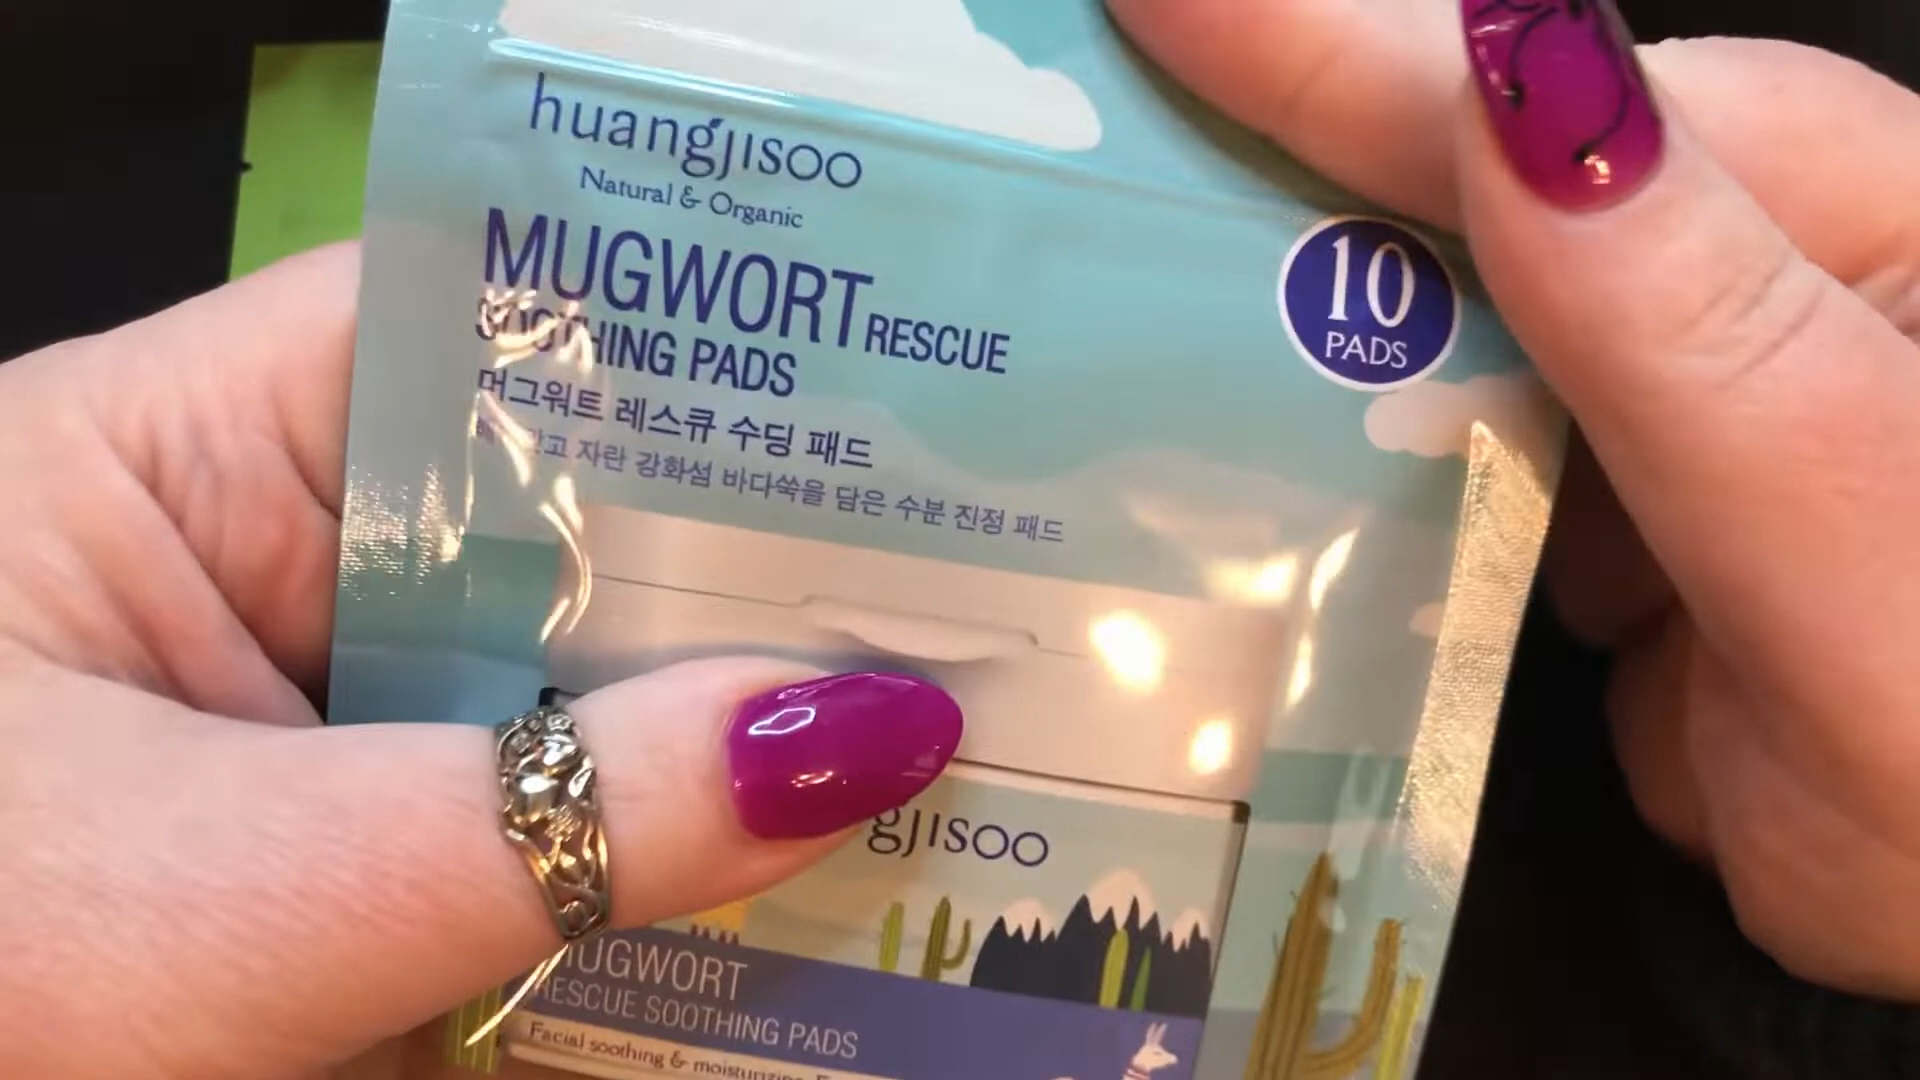 huangjisoo
Natural & Organic
MUGWORT RESCUE
SOOTHING PADS
10
PADS
머그워트 레스큐 수딩 패드
맞고 자란 강화섬 바다쑥을 담은 수분 진정 패드
gjisoo
MUGWORT
RESCUE SOOTHING PADS
Facial soothing & moisturizing